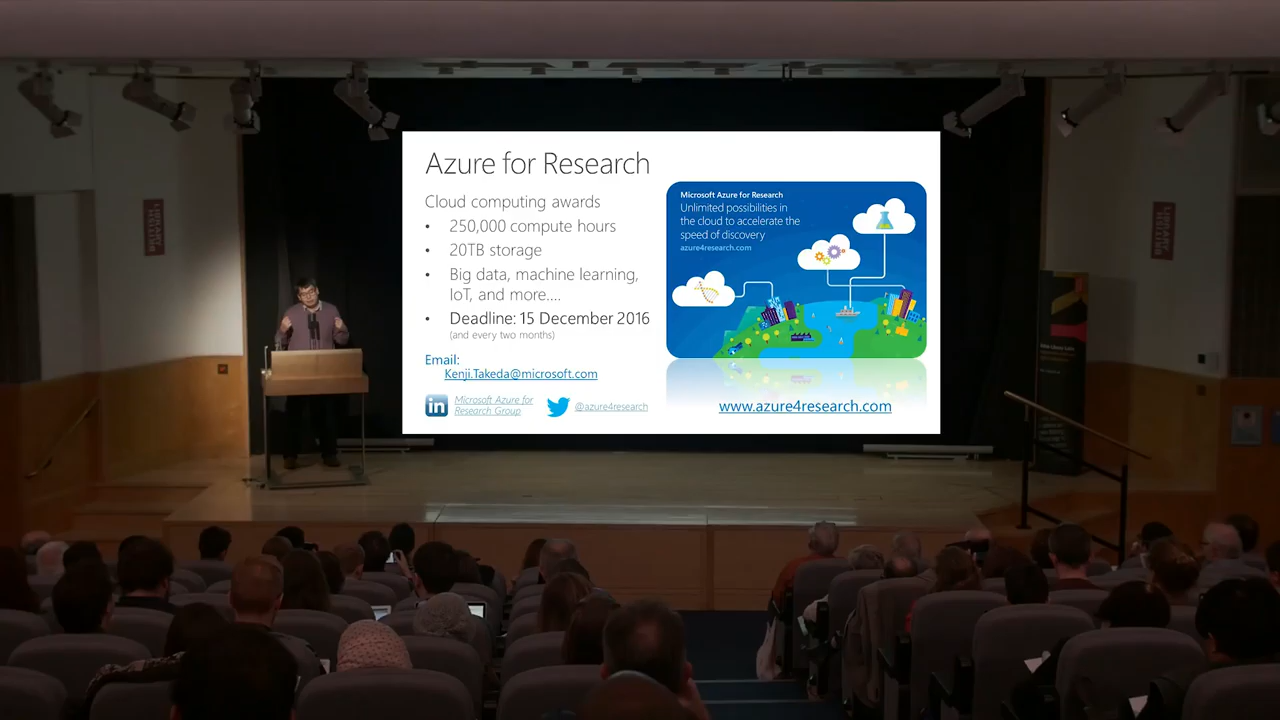 Azure for Research
Cloud computing awards
• 250,000 compute hours
• 20TB storage
• Big data, machine learning,
IoT, and more....
• Deadline: 15 December 2016
(and every two months)
Email:
Kenji.Takeda@microsoft.com
in
Microsoft Azure for
Research Group
@azure4research
Microsoft Azure for Research
Unlimited possibilities in
the cloud to accelerate the
speed of discovery
azure4research.com
www.azure4research.com